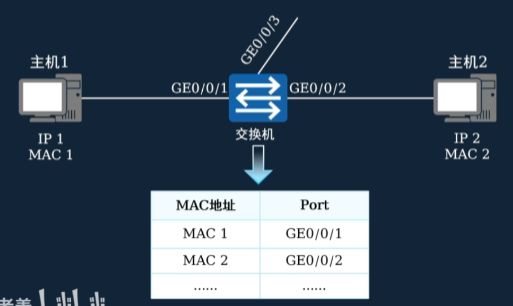 GE0/0/3
主机1
主机2
GE0/0/1
GE0/0/2
IP 1
MAC 1
交换机
IP 2
MAC 2
MAC地址 Port
MAC 1 GE0/0/1
MAC 2 GE0/0/2
…… ……